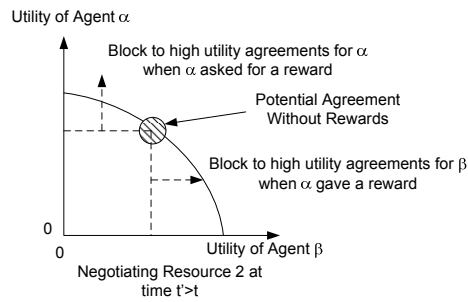 Utility of Agent α
Block to high utility agreements for α
when α asked for a reward
Potential Agreement
Without Rewards
Block to high utility agreements for β
when α gave a reward
0
0
Utility of Agent β
Negotiating Resource 2 at
time t'>t